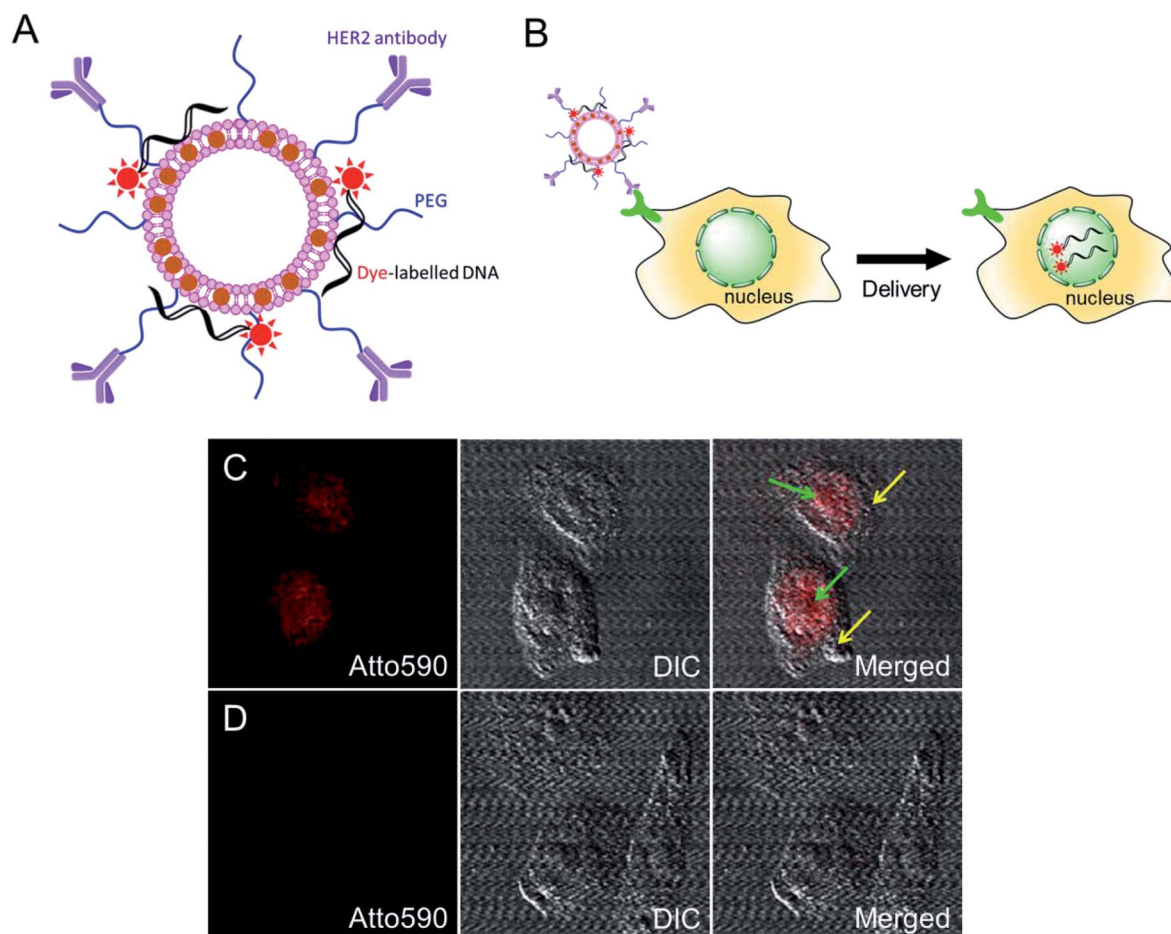 A
HER2 antibody
PEG
Dye-labelled DNA
B
nucleus
Delivery
nucleus
C
Atto590
DIC
Merged
D
Atto590
DIC
Merged